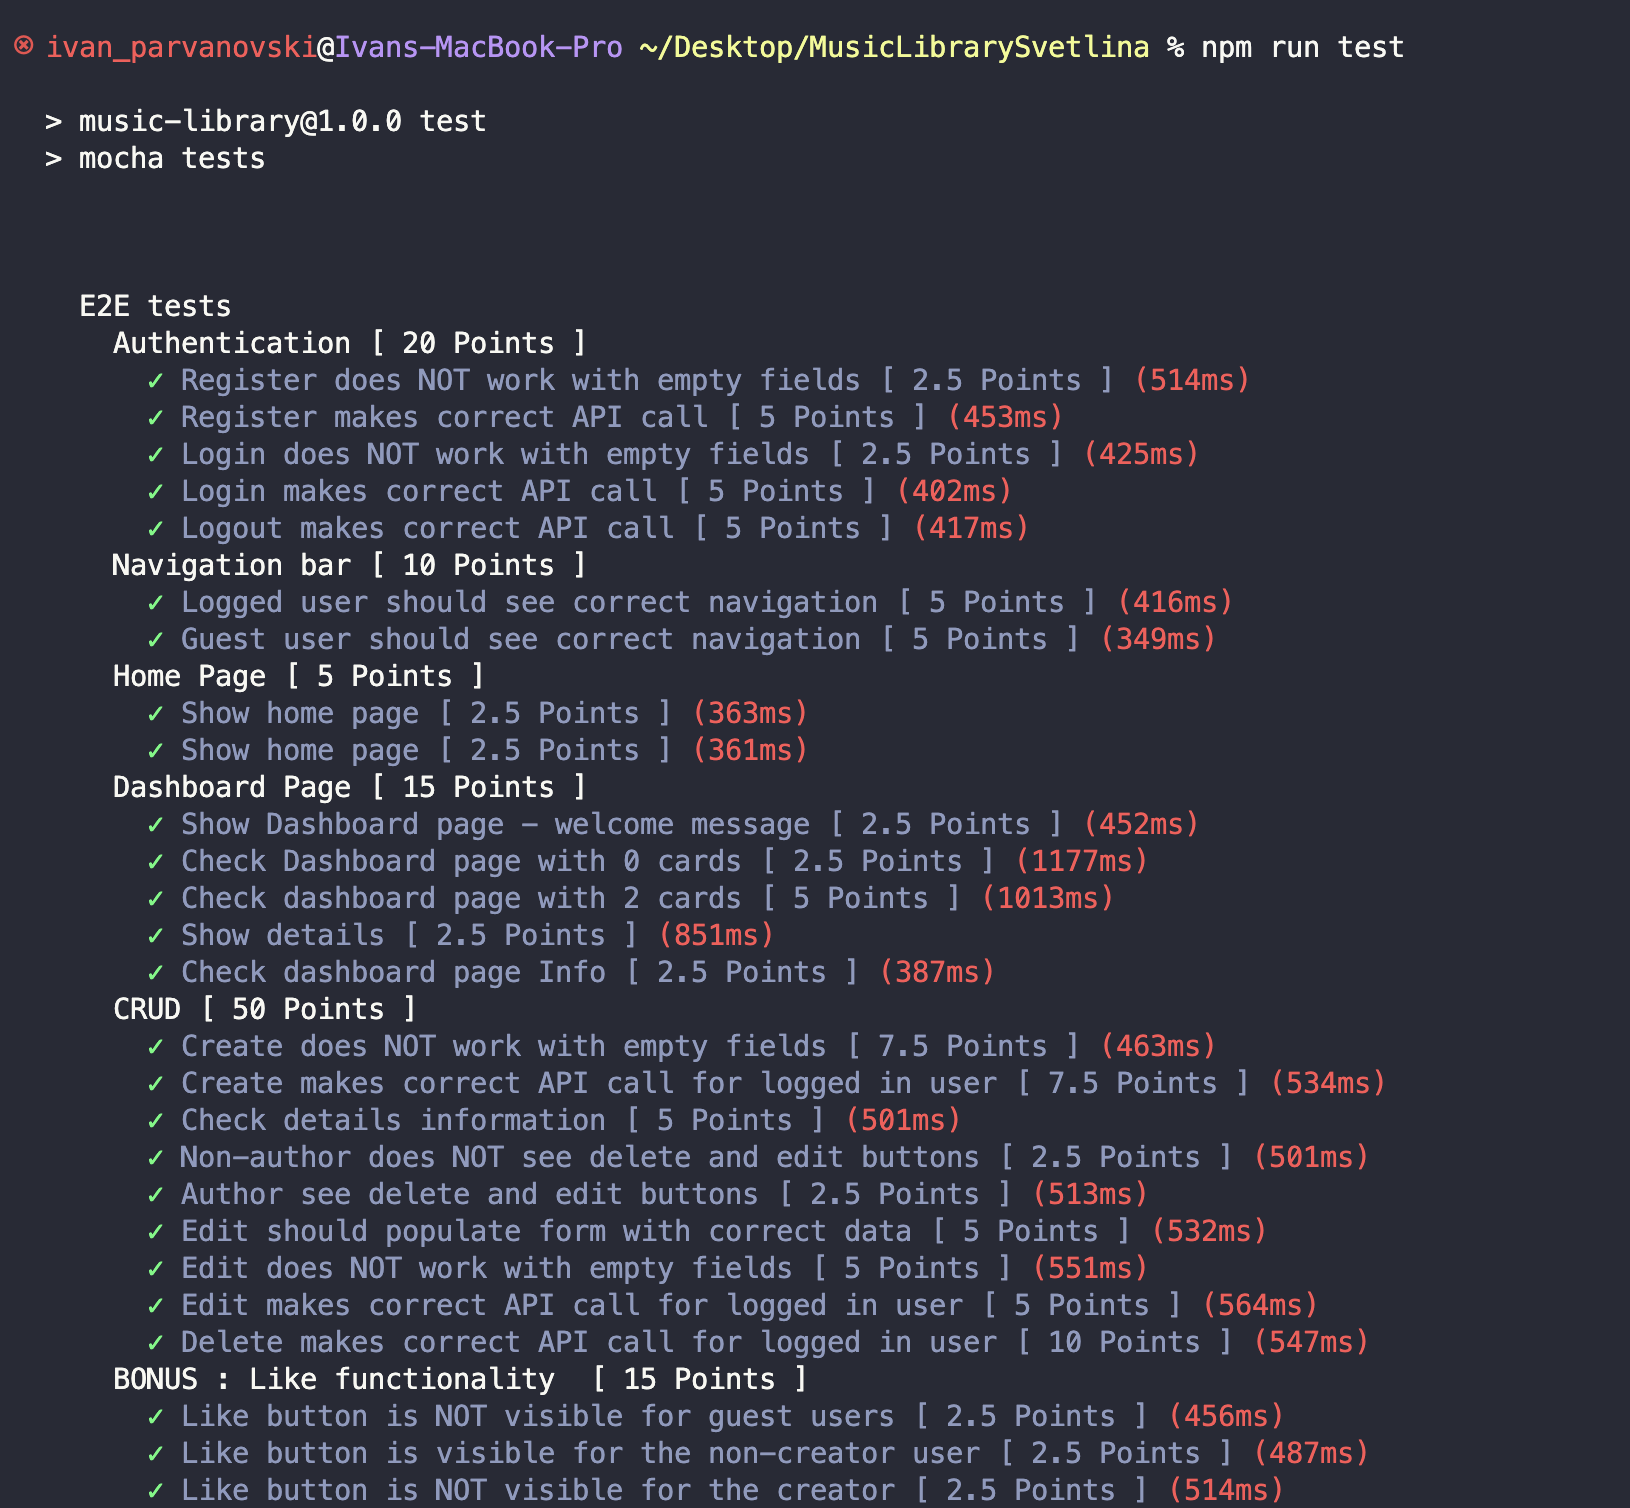 ivan_parvanovski@Ivans-MacBook-Pro ~/Desktop/MusicLibrarySvetlina % npm run test
> music-library@1.0.0 test
> mocha tests
E2E tests
Authentication [ 20 Points ]
✓ Register does NOT work with empty fields [ 2.5 Points ] (514ms)
✓ Register makes correct API call [ 5 Points ] (453ms)
✓ Login does NOT work with empty fields [ 2.5 Points ] (425ms)
✓ Login makes correct API call [ 5 Points ] (402ms)
✓ Logout makes correct API call [ 5 Points ] (417ms)
Navigation bar [ 10 Points ]
✓ Logged user should see correct navigation [ 5 Points ] (416ms)
✓ Guest user should see correct navigation [ 5 Points ] (349ms)
Home Page [ 5 Points ]
✓ Show home page [ 2.5 Points ] (363ms)
✓ Show home page [ 2.5 Points ] (361ms)
Dashboard Page [ 15 Points ]
✓ Show Dashboard page – welcome message [ 2.5 Points ] (452ms)
✓ Check Dashboard page with 0 cards [ 2.5 Points ] (1177ms)
✓ Check dashboard page with 2 cards [ 5 Points ] (1013ms)
✓ Show details [ 2.5 Points ] (851ms)
✓ Check dashboard page Info [ 2.5 Points ] (387ms)
CRUD [ 50 Points ]
✓ Create does NOT work with empty fields [ 7.5 Points ] (463ms)
✓ Create makes correct API call for logged in user [ 7.5 Points ] (534ms)
✓ Check details information [ 5 Points ] (501ms)
✓ Non-author does NOT see delete and edit buttons [ 2.5 Points ] (501ms)
✓ Author see delete and edit buttons [ 2.5 Points ] (513ms)
✓ Edit should populate form with correct data [ 5 Points ] (532ms)
✓ Edit does NOT work with empty fields [ 5 Points ] (551ms)
✓ Edit makes correct API call for logged in user [ 5 Points ] (564ms)
✓ Delete makes correct API call for logged in user [ 10 Points ] (547ms)
BONUS : Like functionality  [ 15 Points ]
✓ Like button is NOT visible for guest users [ 2.5 Points ] (456ms)
✓ Like button is visible for the non-creator user [ 2.5 Points ] (487ms)
✓ Like button is NOT visible for the creator [ 2.5 Points ] (514ms)